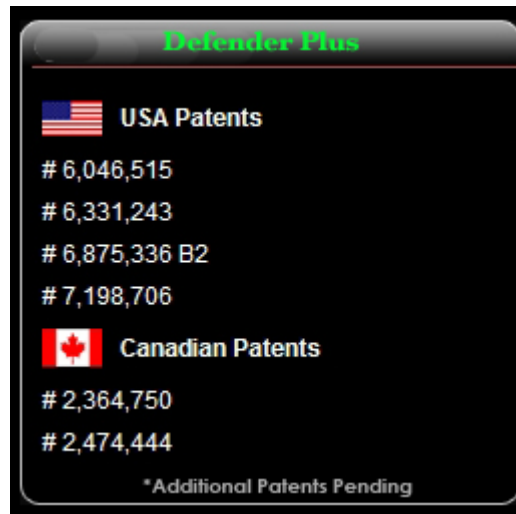 Defender Plus
USA Patents
# 6,046,515
# 6,331,243
# 6,875,336 B2
# 7,198,706
Canadian Patents
# 2,364,750
# 2,474,444
*Additional Patents Pending